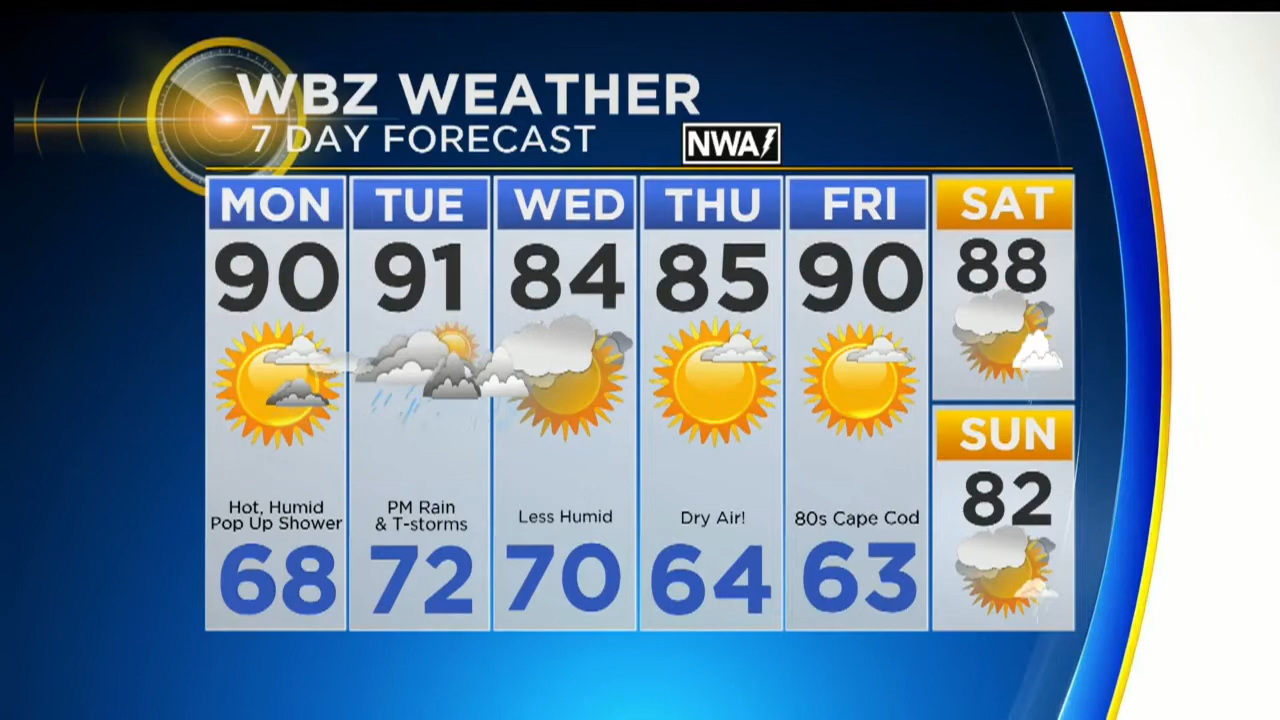 WBZ WEATHER
7 DAY FORECAST
NWA
MON
90
Hot, Humid
Pop Up Shower
68
TUE
91
PM Rain
& T-storms
72
WED
84
Less Humid
70
THU
85
Dry Air!
64
FRI
90
80s Cape Cod
63
SAT
88
SUN
82